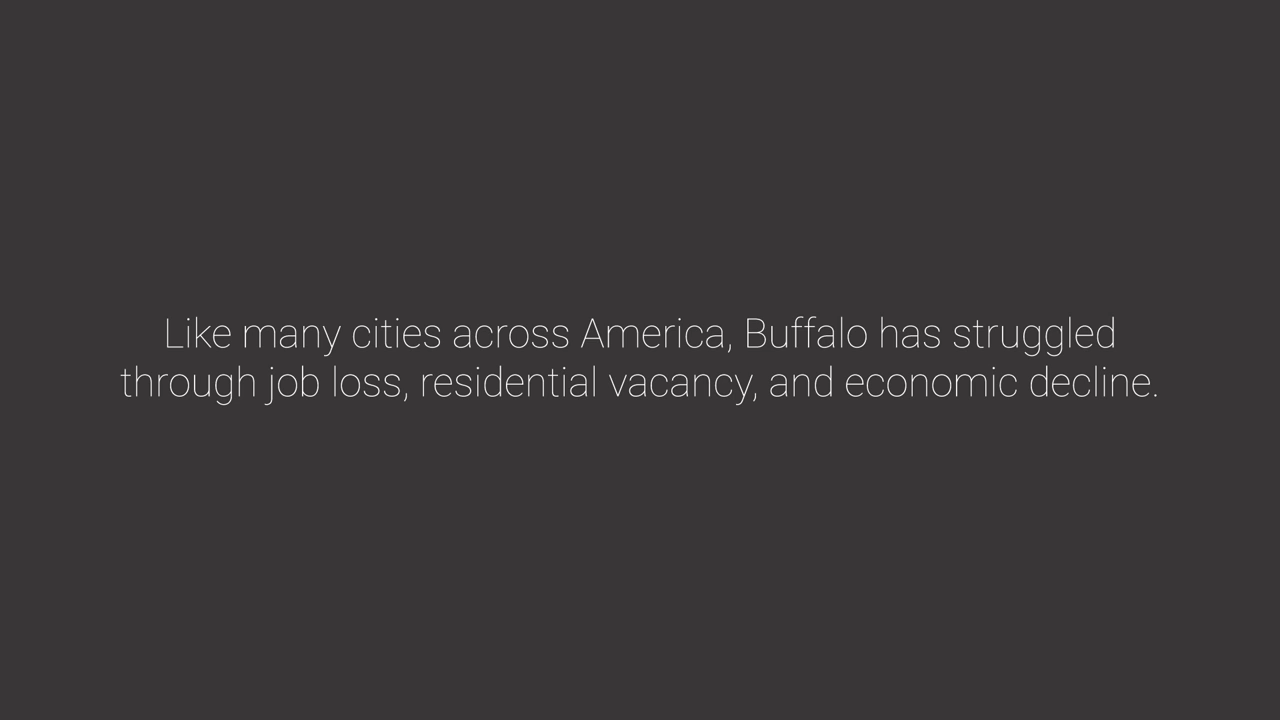 Like many cities across America, Buffalo has struggled
through job loss, residential vacancy, and economic decline.